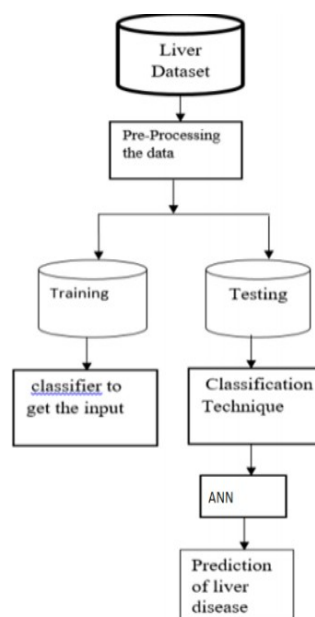 Liver
Dataset
Pre-Processing
the data
Training
Testing
classifier to
get the input
Classification
Technique
ANN
Prediction
of liver
disease